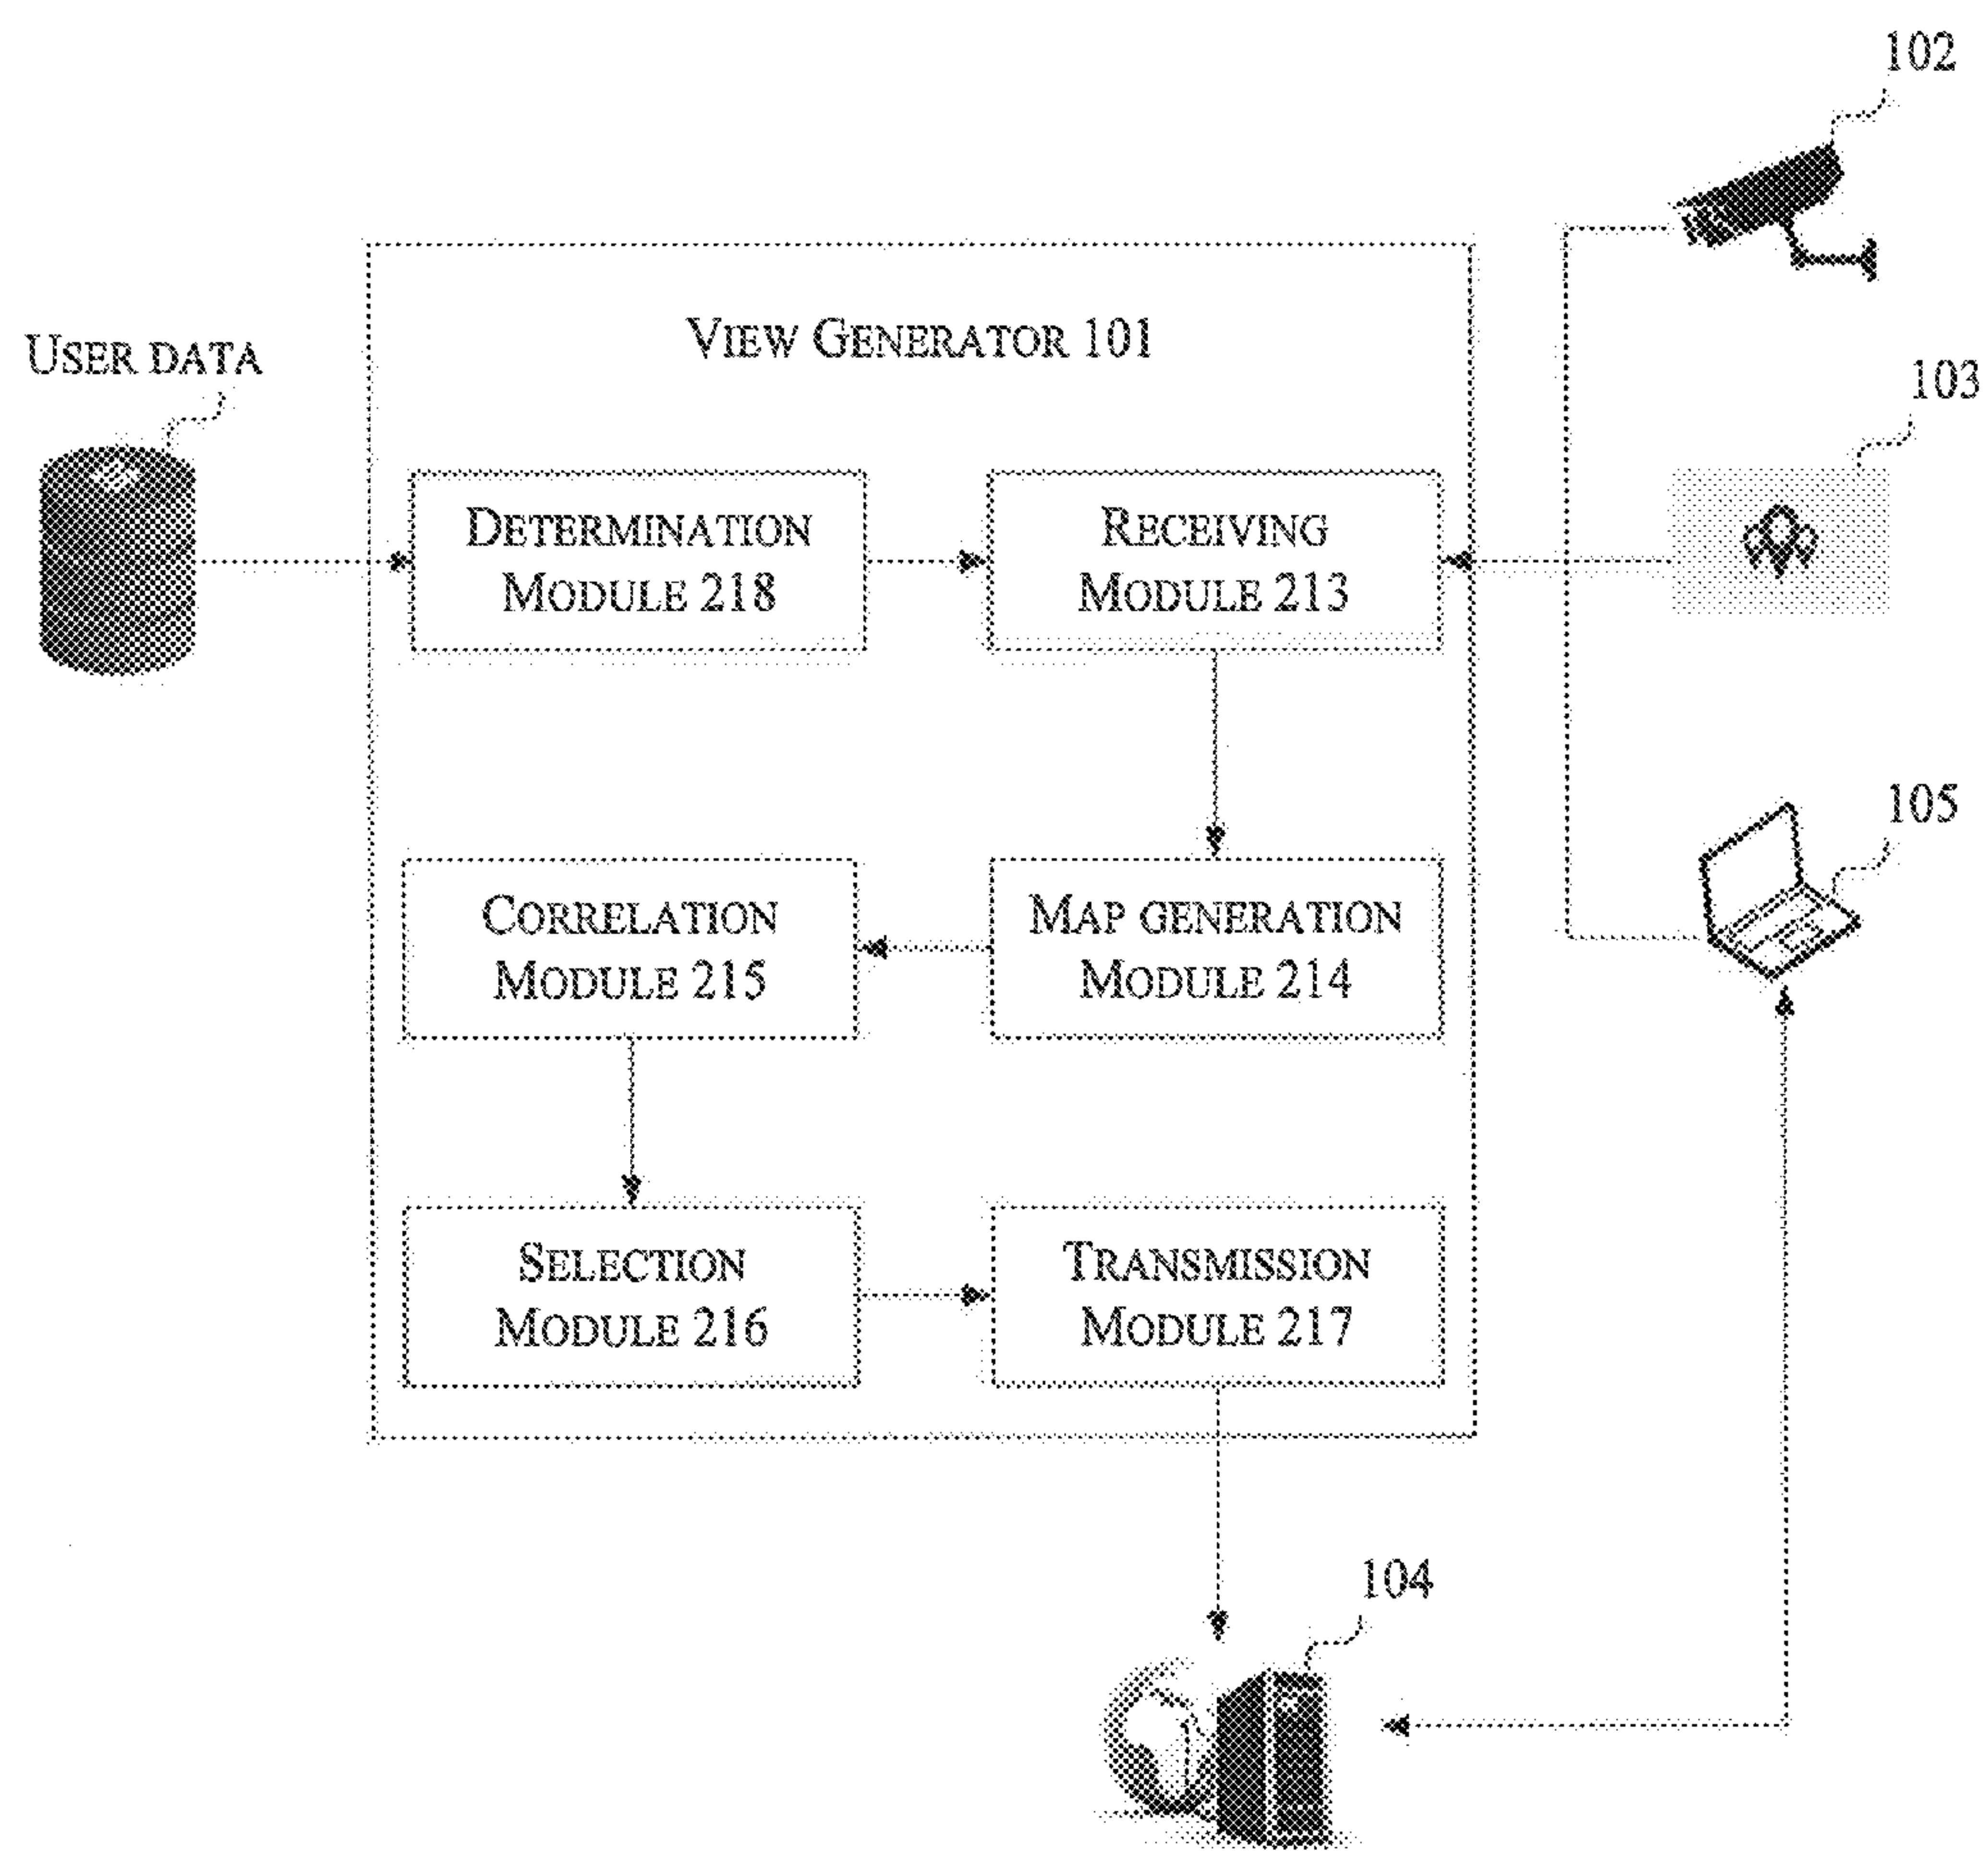 102
VIEW GENERATOR 101
USER DATA
103
DETERMINATION
MODULE 218
RECEIVING
MODULE 213
105
CORRELATION
MODULE 215
MAP GENERATION
MODULE 214
SELECTION
MODULE 216
TRANSMISSION
MODULE 217
104